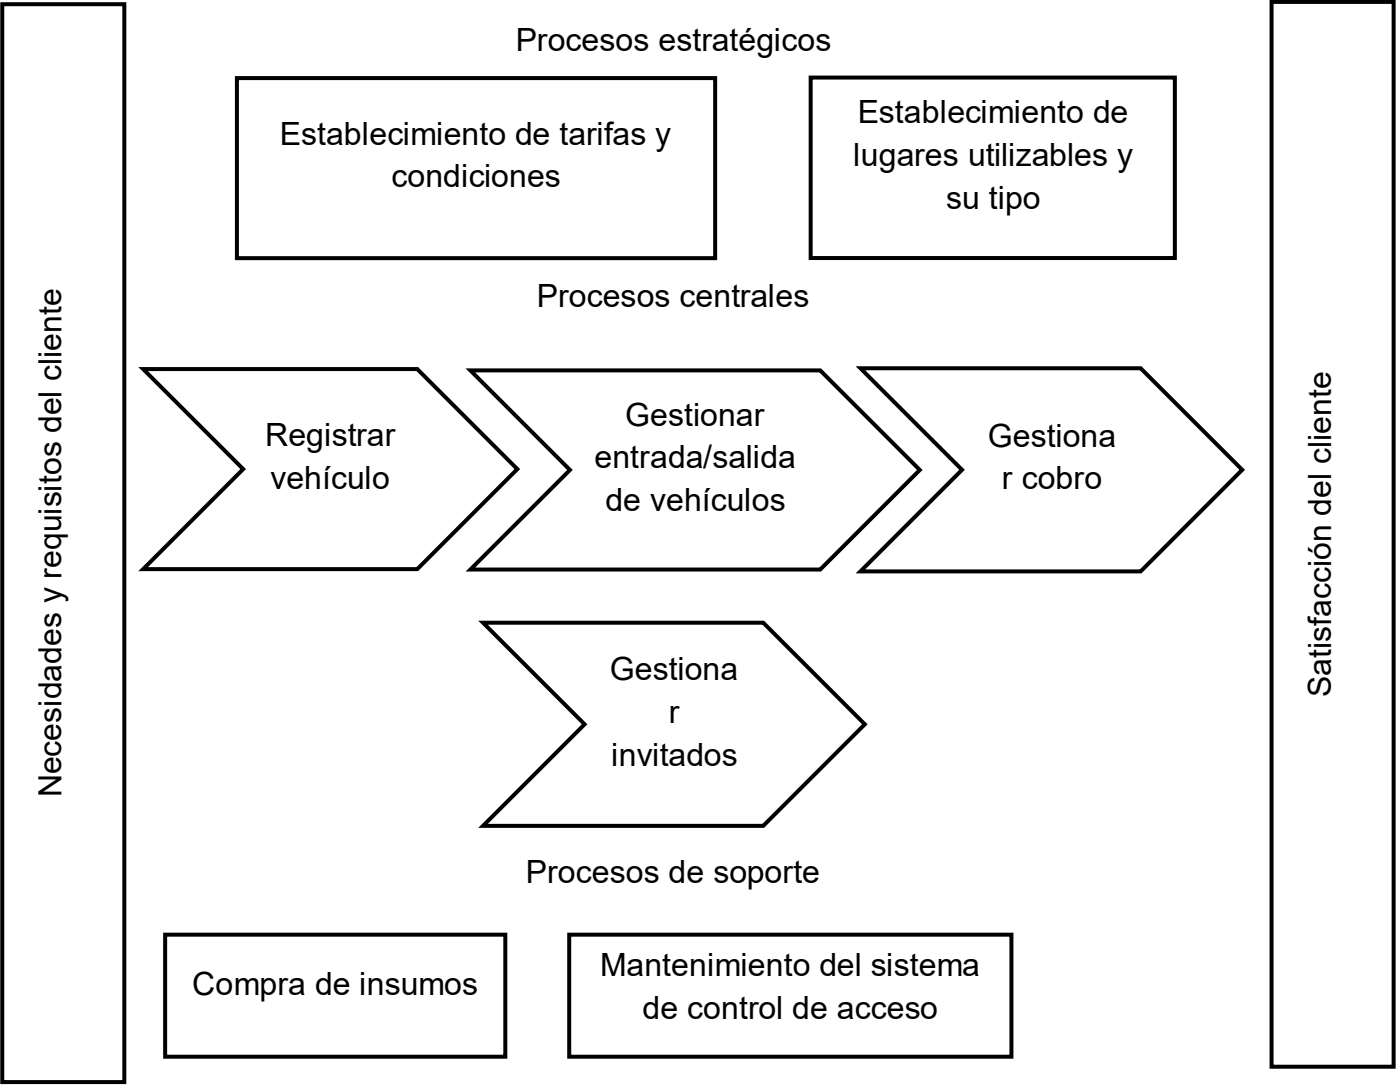 Necesidades y requisitos del cliente
Procesos estratégicos
Establecimiento de tarifas y
condiciones
Establecimiento de
lugares utilizables y
su tipo
Procesos centrales
Registrar
vehículo
Gestionar
entrada/salida
de vehículos
Gestiona
r cobro
Gestiona
r
invitados
Procesos de soporte
Compra de insumos
Mantenimiento del sistema
de control de acceso
Satisfacción del cliente